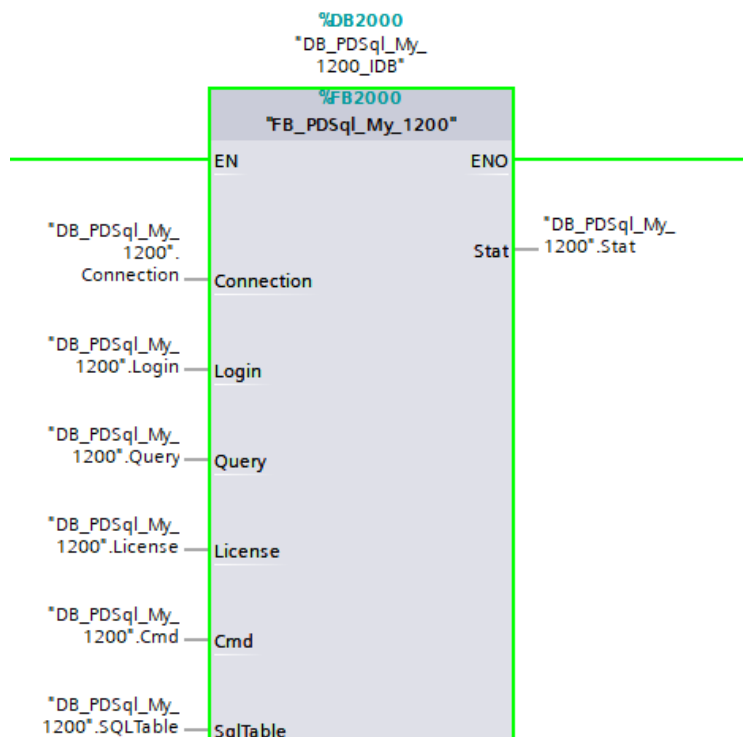 %DB2000
"DB_PDSql_My_
1200_IDB"
%FB2000
"FB_PDSql_My_1200"
EN
ENO
"DB_PDSql_My_
1200".
Connection
Connection
"DB_PDSql_My_
1200".Stat
Stat
"DB_PDSql_My_
1200".Login
Login
"DB_PDSql_My_
1200".Query
Query
"DB_PDSql_My_
1200".License
License
"DB_PDSql_My_
1200".Cmd
Cmd
"DB_PDSql_My_
1200".SQLTable
SqlTable